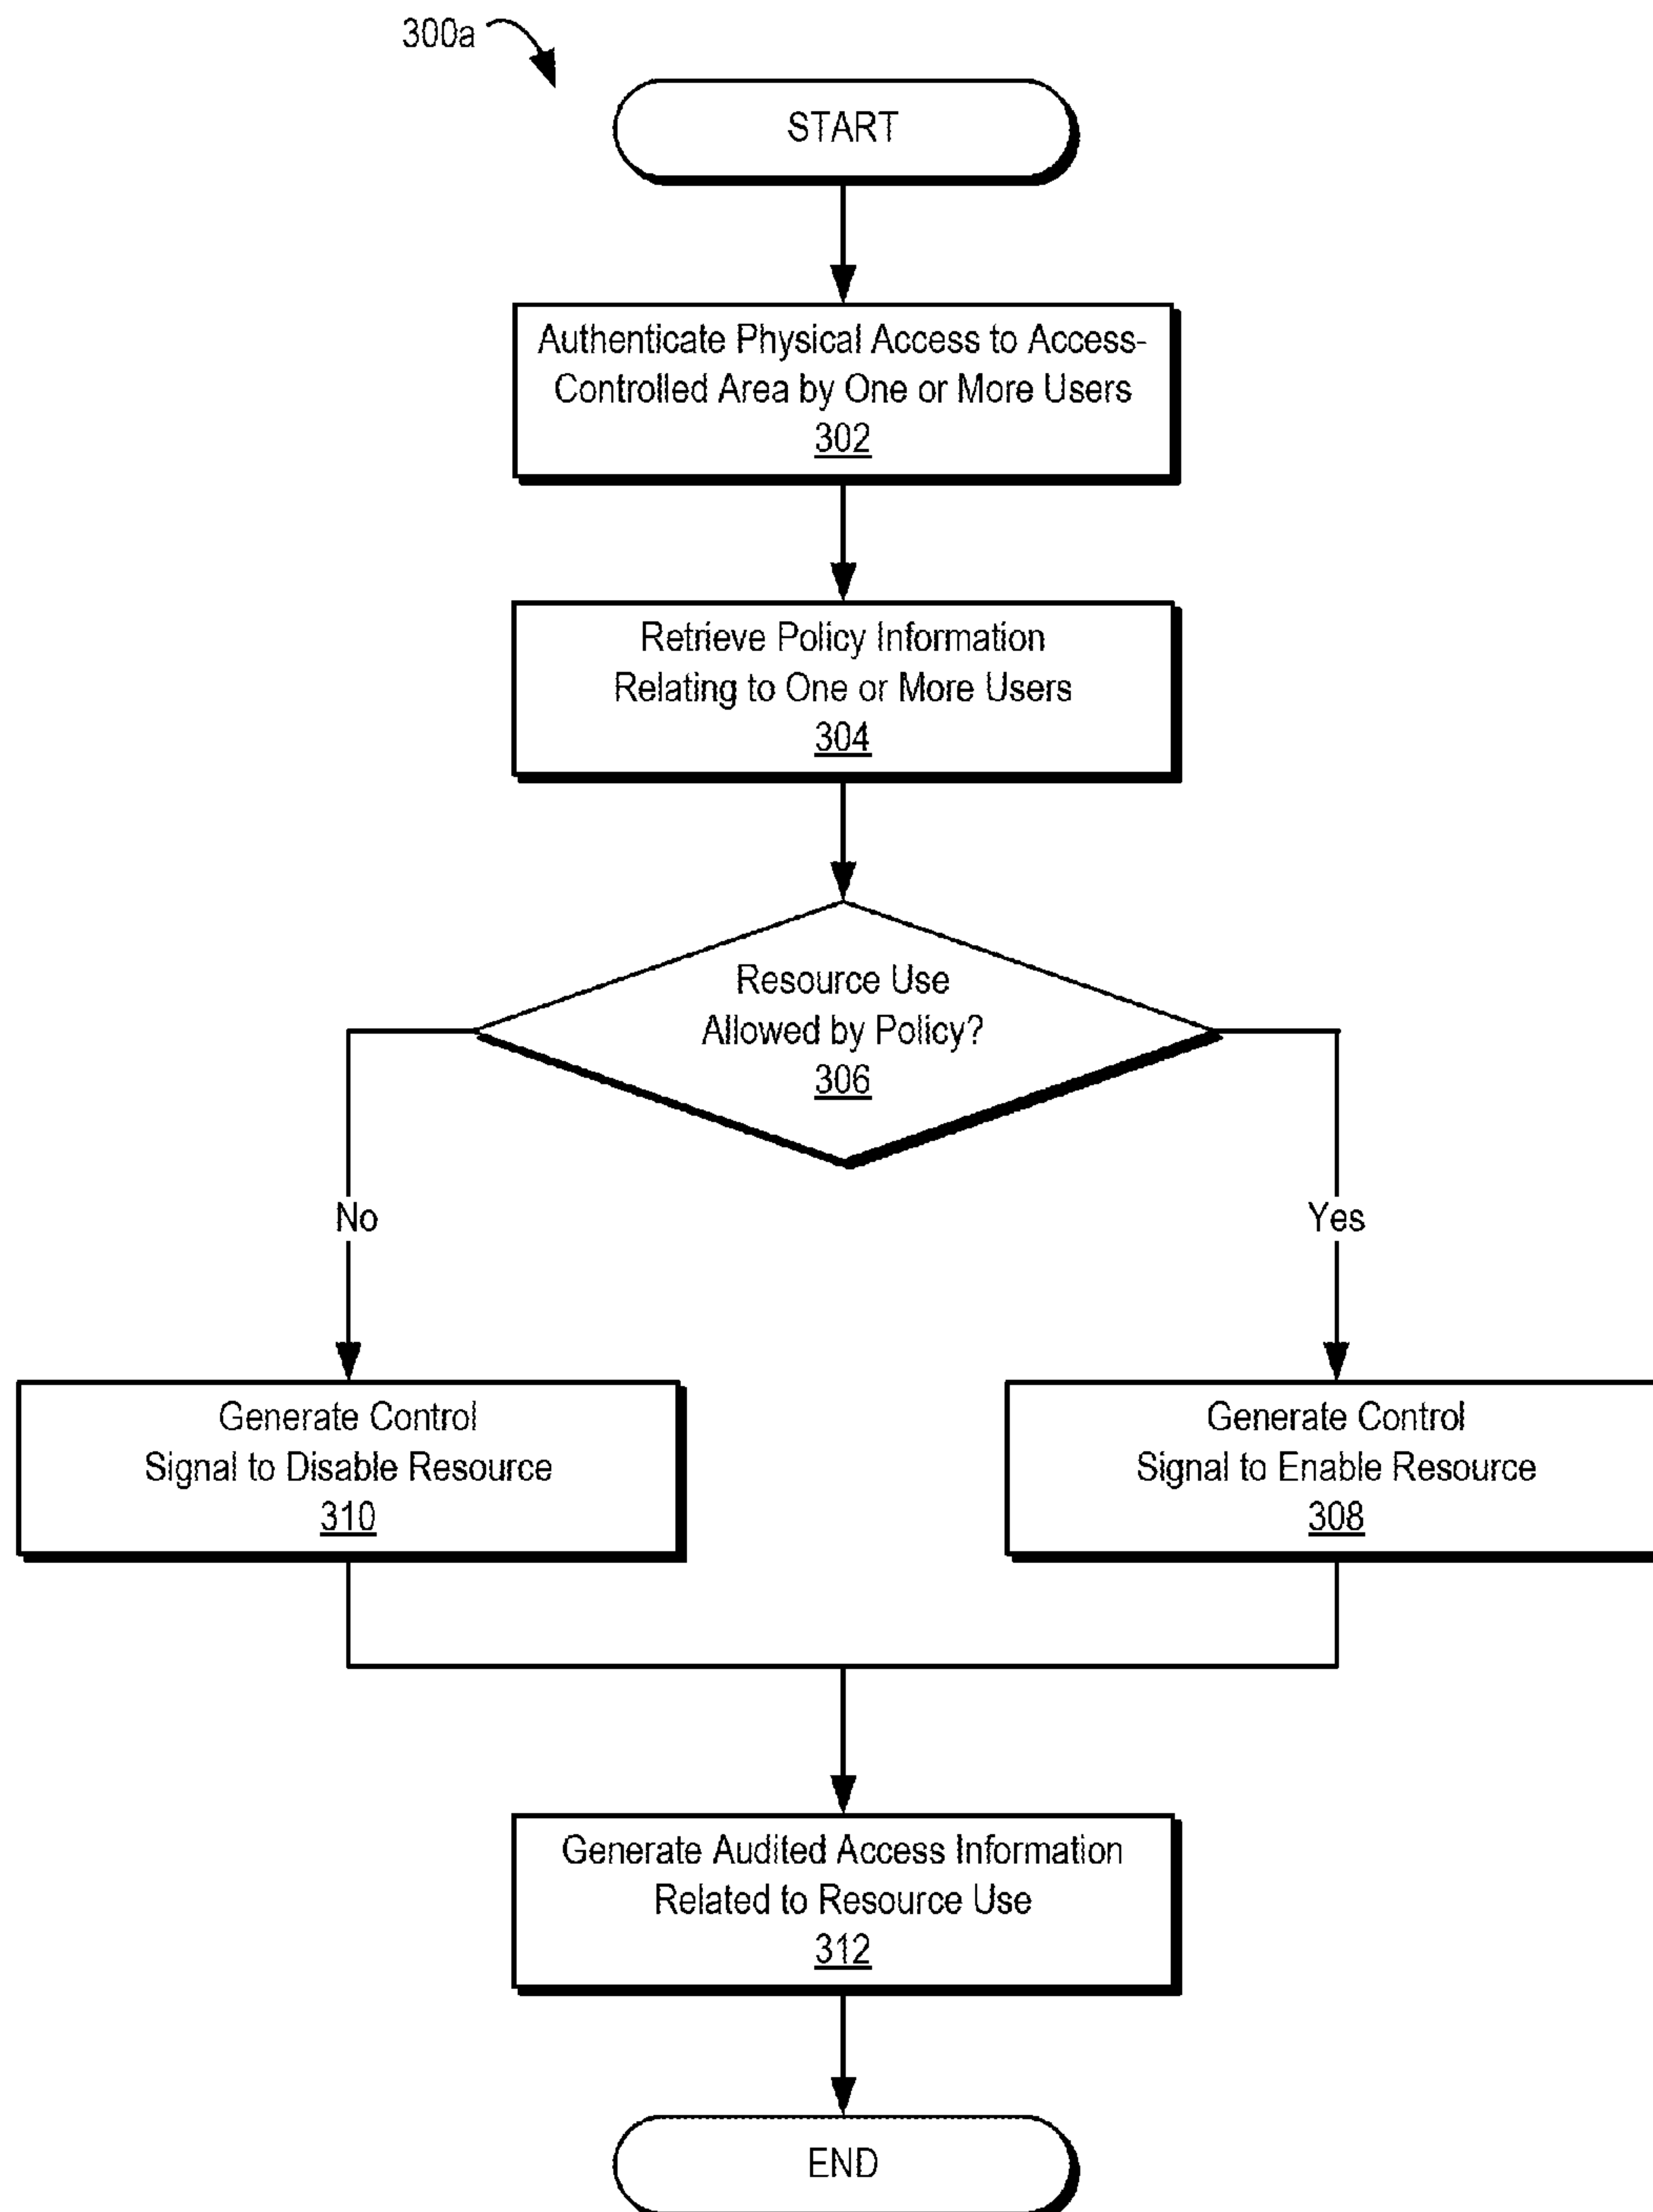 300a
START
Authenticate Physical Access to Access-
Controlled Area by One or More Users
302
Retrieve Policy Information
Relating to One or More Users
304
Resource Use
Allowed by Policy?
306
No
Yes
Generate Control
Signal to Disable Resource
310
Generate Control
Signal to Enable Resource
308
Generate Audited Access Information
Related to Resource Use
312
END